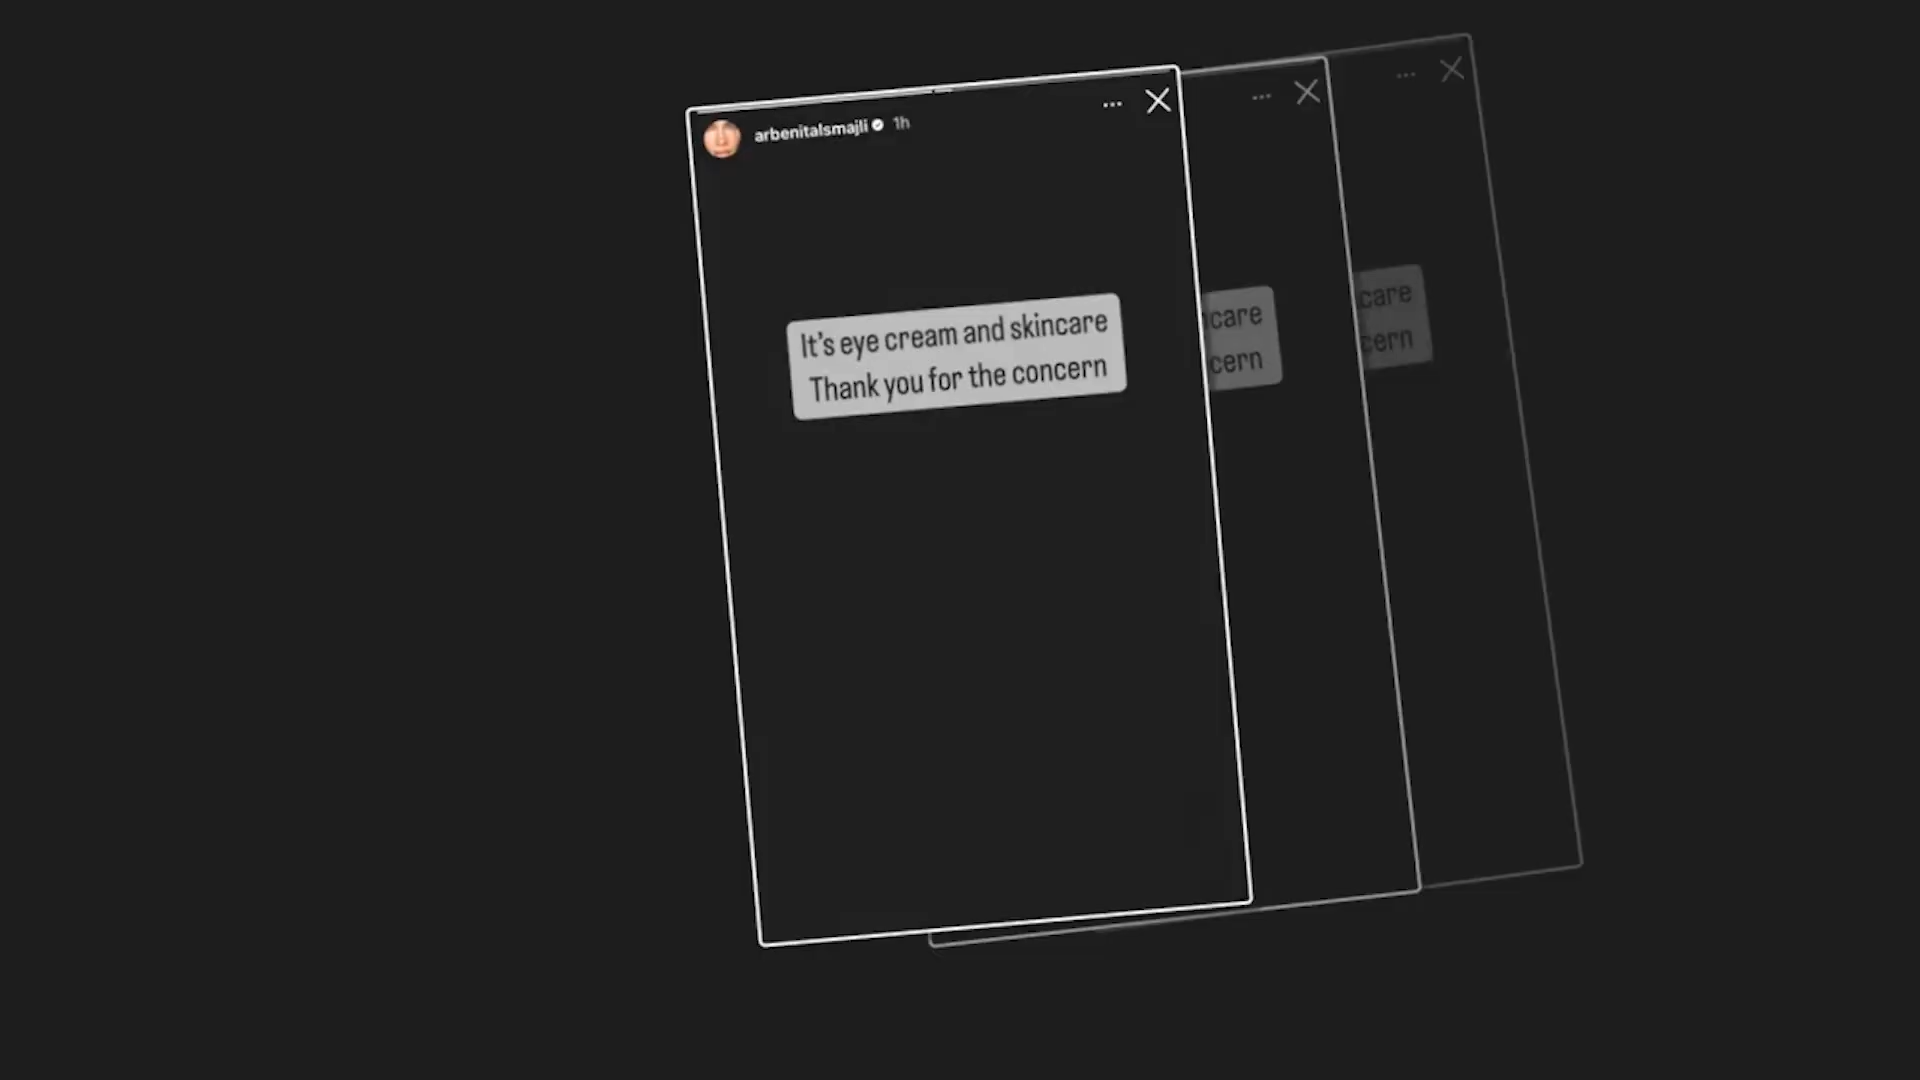 arbenitaIsmajli 1h
It's eye cream and skincare
Thank you for the concern
care
cern
care
cern